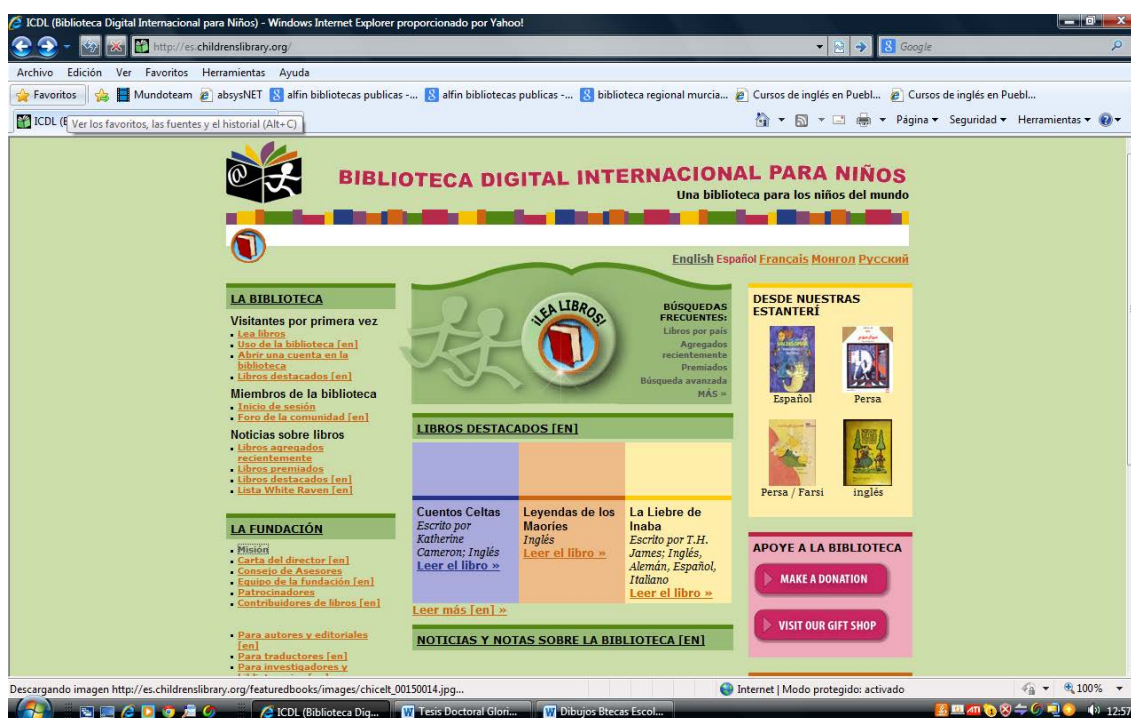 ICDL (Biblioteca Digital Internacional para Niños) - Windows Internet Explorer proporcionado por Yahoo!
http://es.childrenslibrary.org/
Google
Archivo Edición Ver Favoritos Herramientas Ayuda
Favoritos Mundoteam absysNET alfin bibliotecas publicas -... alfin bibliotecas publicas -... biblioteca regional murcia... Cursos de inglés en Puebl... Cursos de inglés en Puebl...
ICDL (B
Ver los favoritos, las fuentes y el historial (Alt+C)
Página Seguridad Herramientas
BIBLIOTECA DIGITAL INTERNACIONAL PARA NIÑOS
Una biblioteca para los niños del mundo
English Español Français Монгол Русский
LA BIBLIOTECA
Visitantes por primera vez
Lea libros
Uso de la biblioteca [en]
Abrir una cuenta en la
biblioteca
Libros destacados [en]
Miembros de la biblioteca
Inicio de sesión
Foro de la comunidad [en]
Noticias sobre libros
Libros agregados
recientemente
Libros premiados
Libros destacados [en]
Lista White Raven [en]
LA FUNDACIÓN
Misión
Carta del director [en]
Consejo de Asesores
Equipo de la fundación [en]
Patrocinadores
Contribuidores de libros [en]
Para autores y editoriales
[en]
Para traductores [en]
Para investigadores y
¡LEA LIBROS!
BÚSQUEDAS
FRECUENTES:
Libros por país
Agregados
recientemente
Premiados
Búsqueda avanzada
MÁS »
LIBROS DESTACADOS [EN]
Cuentos Celtas
Escrito por
Katherine
Cameron; Inglés
Leer el libro »
Leyendas de los
Maoríes
Inglés
Leer el libro »
La Liebre de
Inaba
Escrito por T.H.
James; Inglés,
Alemán, Español,
Italiano
Leer el libro »
Leer más [en] »
NOTICIAS Y NOTAS SOBRE LA BIBLIOTECA [EN]
DESDE NUESTRAS
ESTANTERÍ
Español Persa
Persa / Farsi inglés
APOYE A LA BIBLIOTECA
MAKE A DONATION
VISIT OUR GIFT SHOP
Descargando imagen http://es.childrenslibrary.org/featuredbooks/images/chicelt_00150014.jpg...
Internet | Modo protegido: activado
100%
ICDL (Biblioteca Dig...
Tesis Doctoral Glori...
Dibujos Btecas Escol...
12:57